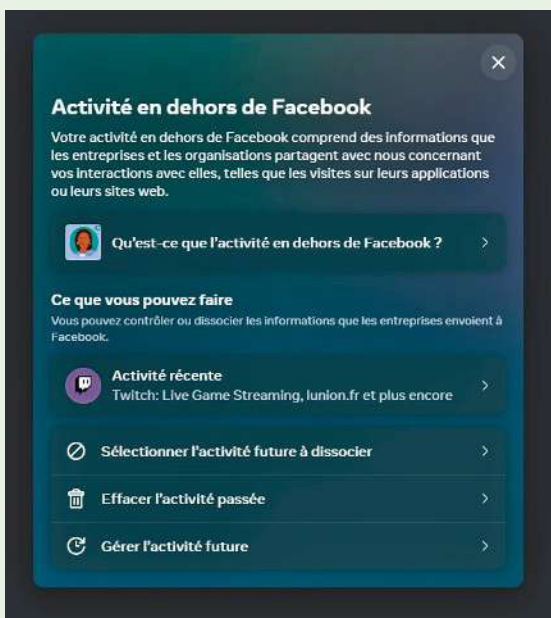 Activité en dehors de Facebook
Votre activité en dehors de Facebook comprend des informations que
les entreprises et les organisations partagent avec nous concernant
vos interactions avec elles, telles que les visites sur leurs applications
ou leurs sites web.
Qu'est-ce que l'activité en dehors de Facebook ?
Ce que vous pouvez faire
Vous pouvez contrôler ou dissocier les informations que les entreprises envoient à
Facebook.
Activité récente
Twitch: Live Game Streaming, lunion.fr et plus encore
Sélectionner l'activité future à dissocier
Effacer l'activité passée
Gérer l'activité future